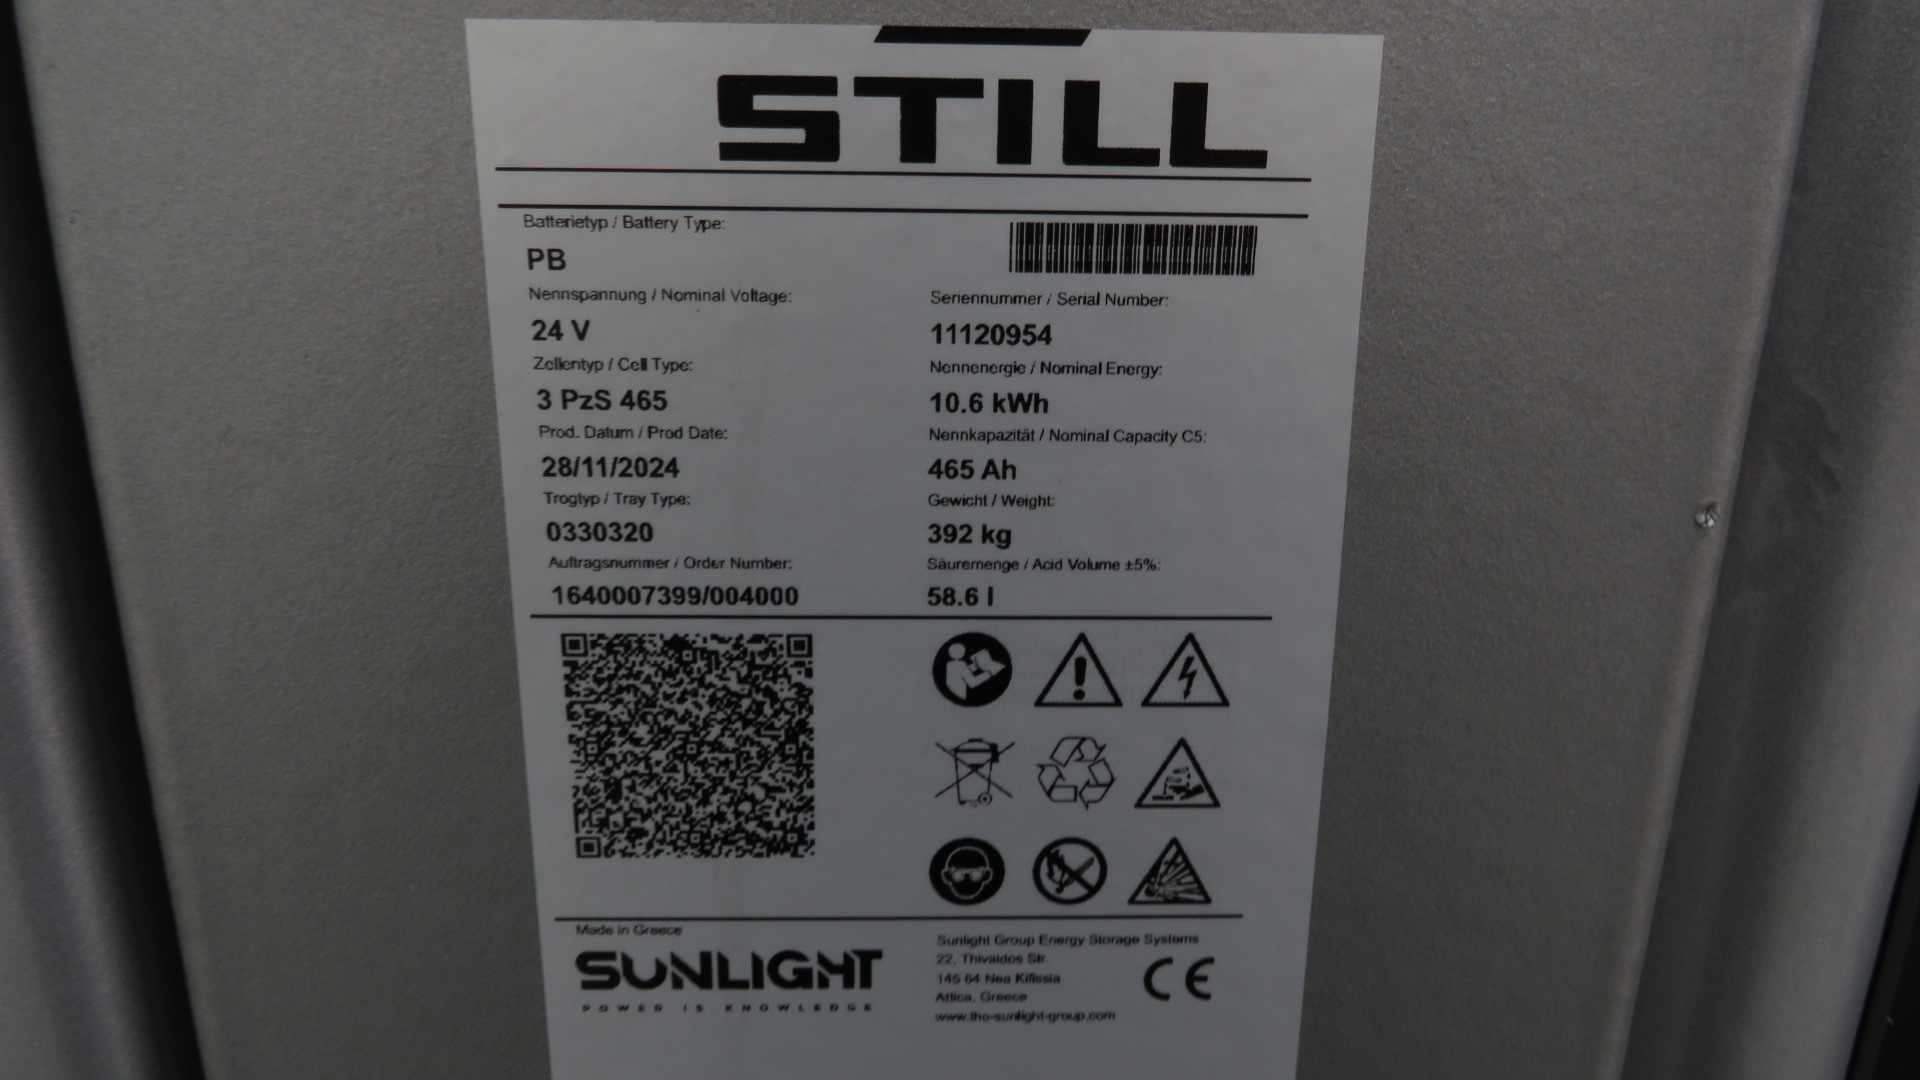 STILL
Batterietyp / Battery Type:
PB
Nennspannung / Nominal Voltage:
24 V
Zellentyp / Cell Type:
3 PzS 465
Prod. Datum / Prod Date:
28/11/2024
Trogtyp / Tray Type:
0330320
Auftragsnummer / Order Number:
1640007399/004000
Seriennummer / Serial Number:
11120954
Nennenergie / Nominal Energy:
10.6 kWh
Nennkapazität / Nominal Capacity C5:
465 Ah
Gewicht / Weight:
392 kg
Säuremenge / Acid Volume ±5%:
58.6 l
Made in Greece
SUNLIGHT
POWER IS KNOWLEDGE
Sunlight Group Energy Storage Systems
22, Thivaidos Str.
145 64 Nea Kifissia
Attica, Greece
www.the-sunlight-group.com
CE